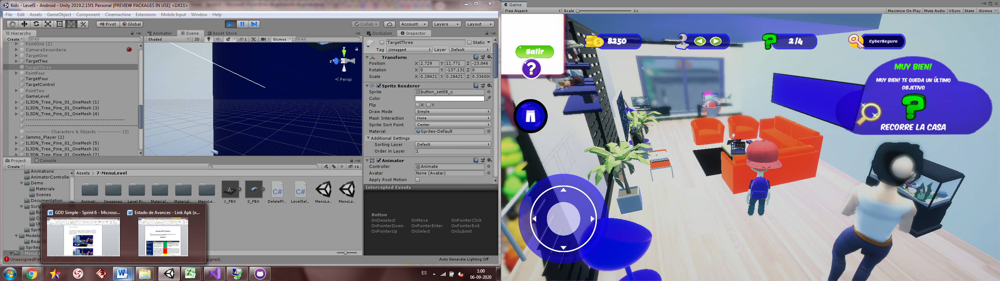 Kids - Level5 - Android - Unity 2019.2.15f1 Personal [PREVIEW PACKAGES IN USE] <DX11>
File Edit Assets GameObject Component Cinemachine Extensions Mobile Input Window Help
Pivot Global Collab Account Layers Layout
Hierarchy
Create All
PointOne (2)
CamaraSecundaria
TargetOne
TargetTwo
TargetThree
PointFour
TargetFour
TargetControl
PointTwo
GameLevel
IL3DN_Tree_Pine_01_OneMesh (1)
IL3DN_Tree_Pine_01_OneMesh (3)
IL3DN_Tree_Pine_01_OneMesh (4)
------------- Characters & Objects ------------- (3)
Jammo_Player (2)
IL3DN_Tree_Pine_01_OneMesh (5)
IL3DN_Tree_Pine_01_OneMesh (6)
IL3DN_Tree_Pine_01_OneMesh (7)
Animator Scene Asset Store
Shaded 2D 1 Gizmos All
y
z
Persp
Occlusion Inspector
TargetThree Static
Tag Untagged Layer Default
Transform
Position X 2.729 Y 11.771 Z -23.046
Rotation X 0 Y -137.131 Z 0
Scale X 0.28421 Y 0.28421 Z 0.33600
Sprite Renderer
Sprite button_set08_c
Color
Flip X Y
Draw Mode Simple
Mask Interaction None
Sprite Sort Point Center
Material Sprites-Default
Additional Settings
Sorting Layer Default
Order in Layer 1
Animator
Controller Animate
Avatar None (Avatar)
Apply Root Motion
Intercepted Events
Button
OnDeselect OnMove OnPointerClick
OnPointerDown OnPointerEnter OnPointerExit
OnPointerUp OnSelect OnSubmit
Auto Generate Lighting Off
Project Console
Create 16
Animations
AnimatorControlle
Demo
Materials
Scenes
Documentation
Scrip
Ba
Co
Ut
Sprit
Modelo
Boar
Sprites
7-MenuLe
Assets > 7-MenuLevel
Animati... Imagenes Level Pr... Material... Material... MenuLe... 1_FBX 2_FBX DeletePl... LevelSel... MenuLe... MenuLe...
GDD Simple - Sprint 6 - Microso...
Estado de Avances - Link Apk (e...
Link de APK (Tester)
UnassignedRef
signed.
ES 1:00
06-09-2020
Game
Free Aspect Scale 1x Maximize On Play Mute Audio VSync Stats Gizmos
Salir
?
8250
2/4
CyberSeguro
MUY BIEN!
MUY BIEN! TE QUEDA UN ÚLTIMO
OBJETIVO
?
RECORRE LA CASA